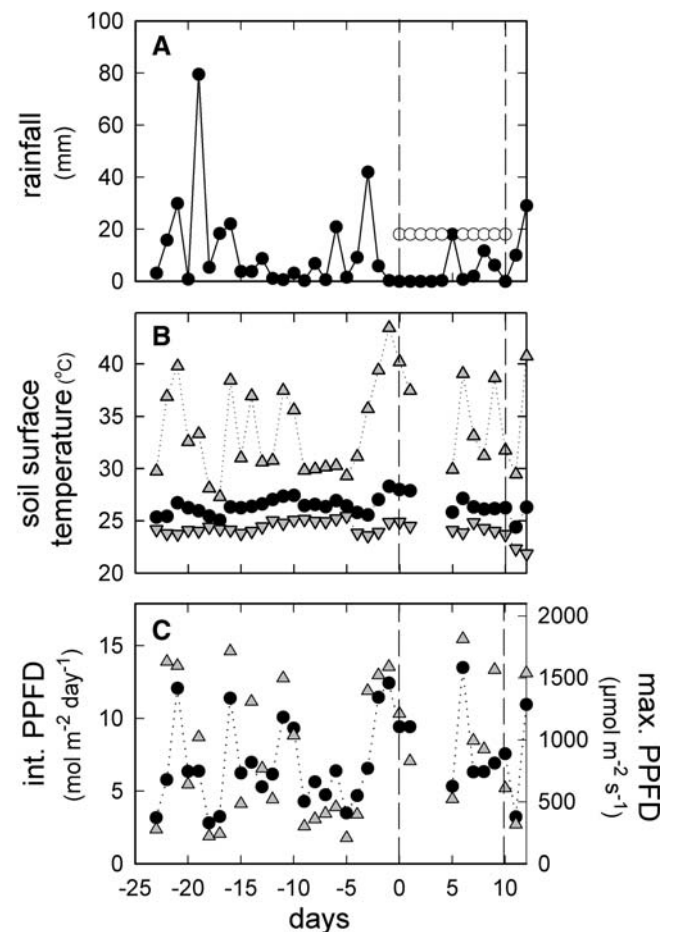 A
100
80
60
40
20
0
rainfall
(mm)
B
40
35
30
25
20
soil surface
temperature (°C)
C
15
10
5
0
int. PPFD
(mol m-2 day-1)
2000
1500
1000
500
0
max. PPFD
(µmol m-2 s-1)
-25 -20 -15 -10 -5 0 5 10
days